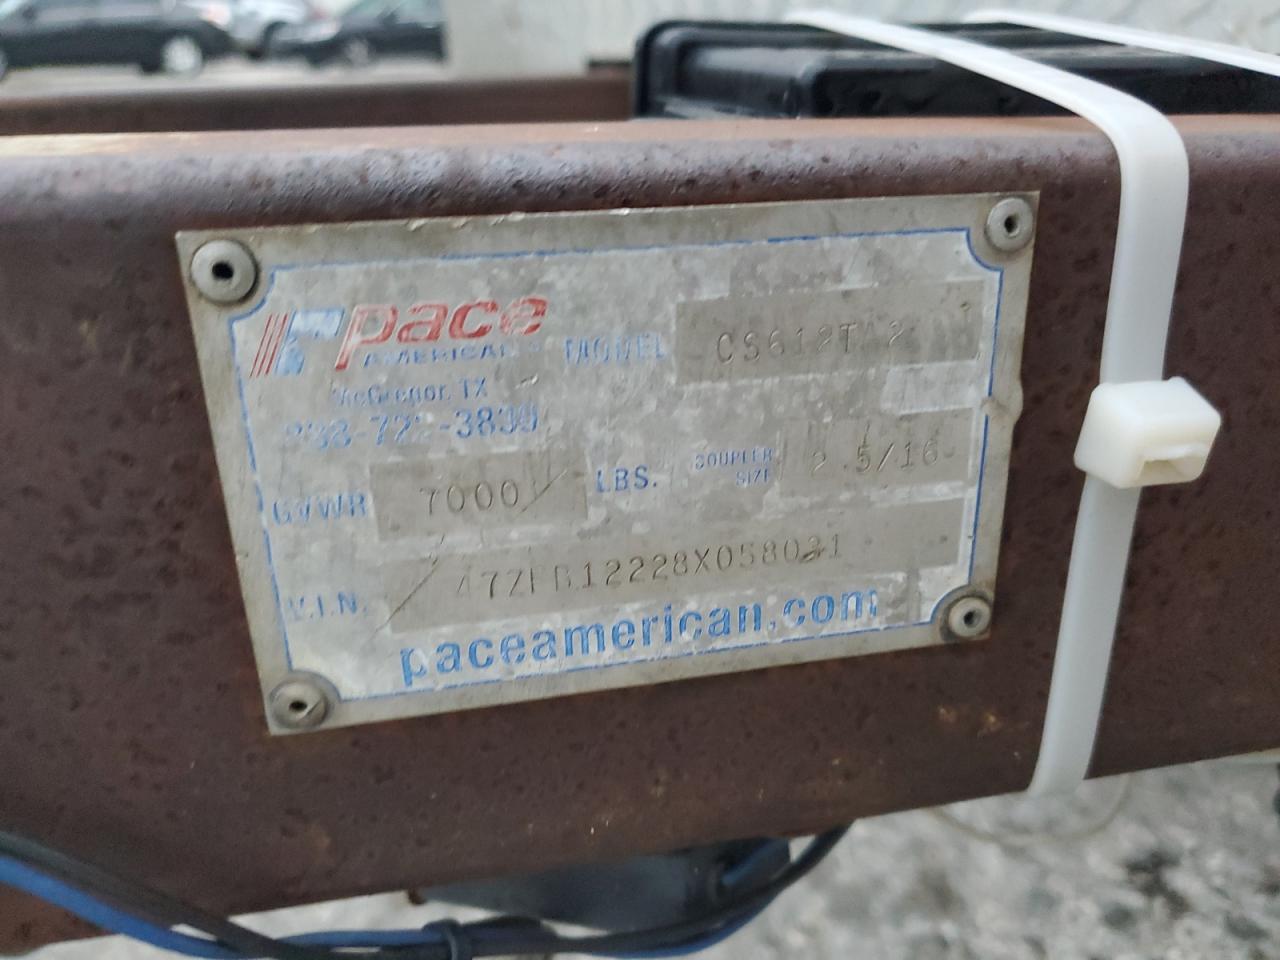 pace
AMERICAN
MODEL CS612TA2
McGregor, TX
GVWR 7000 LBS.
COUPLER SIZE 2.5/16
V.I.N.
paceamerican.com